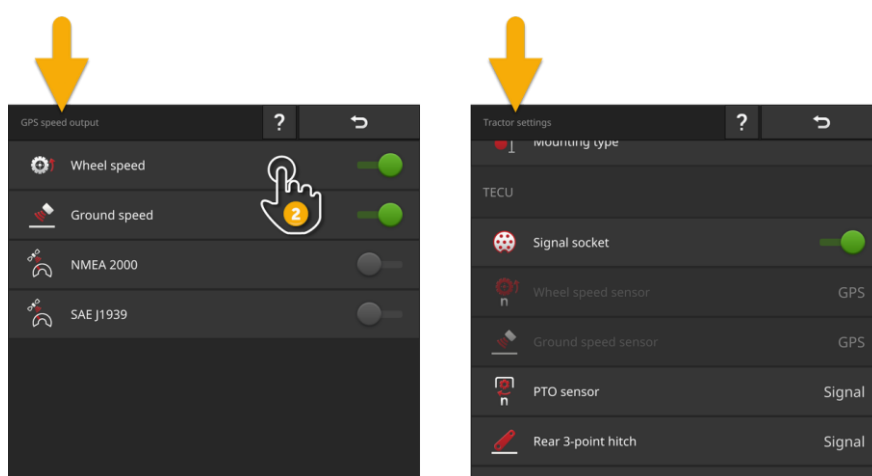 GPS speed output
?
Wheel speed
2
Ground speed
NMEA 2000
SAE J1939
Tractor settings
?
Mounting type
TECU
Signal socket
n
Wheel speed sensor GPS
Ground speed sensor GPS
n
PTO sensor Signal
Rear 3-point hitch Signal